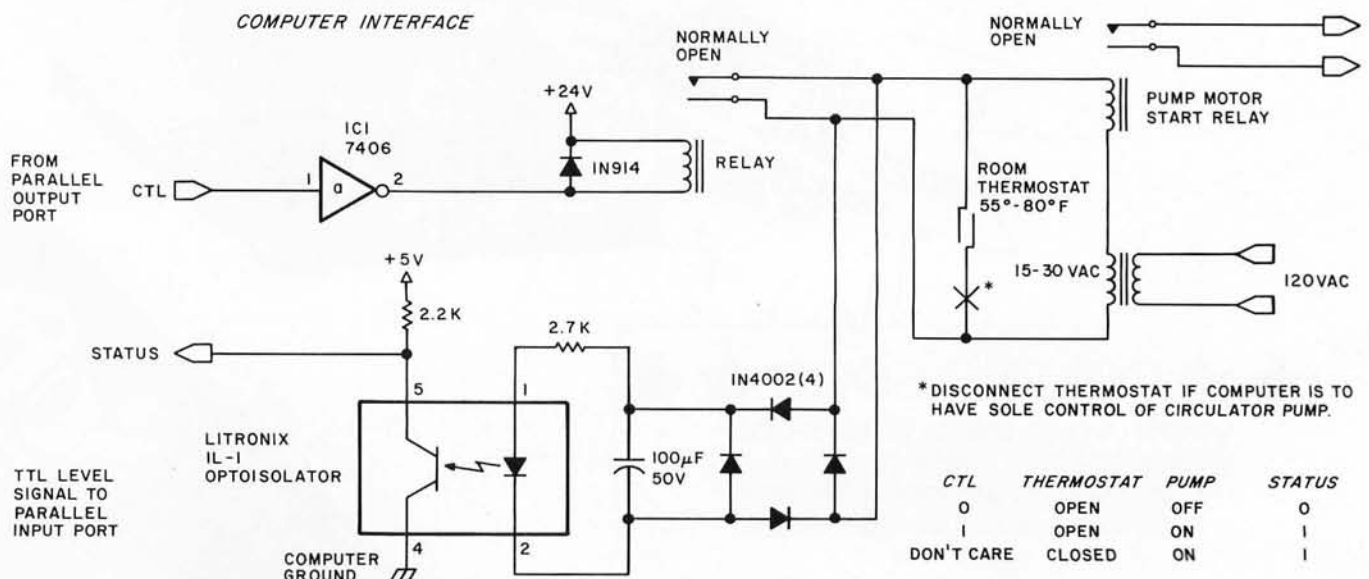 COMPUTER INTERFACE
NORMALLY
OPEN
NORMALLY
OPEN
+24V
IC1
7406
FROM
PARALLEL
OUTPUT
PORT
CTL
1
a
2
IN914
RELAY
PUMP MOTOR
START RELAY
ROOM
THERMOSTAT
55°-80°F
*
15-30 VAC
120VAC
+5V
2.2K
STATUS
2.7K
5
1
IN4002(4)
LITRONIX
IL-1
OPTOISOLATOR
100μF
50V
TTL LEVEL
SIGNAL TO
PARALLEL
INPUT PORT
4
2
COMPUTER
GROUND
*DISCONNECT THERMOSTAT IF COMPUTER IS TO
HAVE SOLE CONTROL OF CIRCULATOR PUMP.
CTL THERMOSTAT PUMP STATUS
0 OPEN OFF 0
1 OPEN ON 1
DON'T CARE CLOSED ON 1